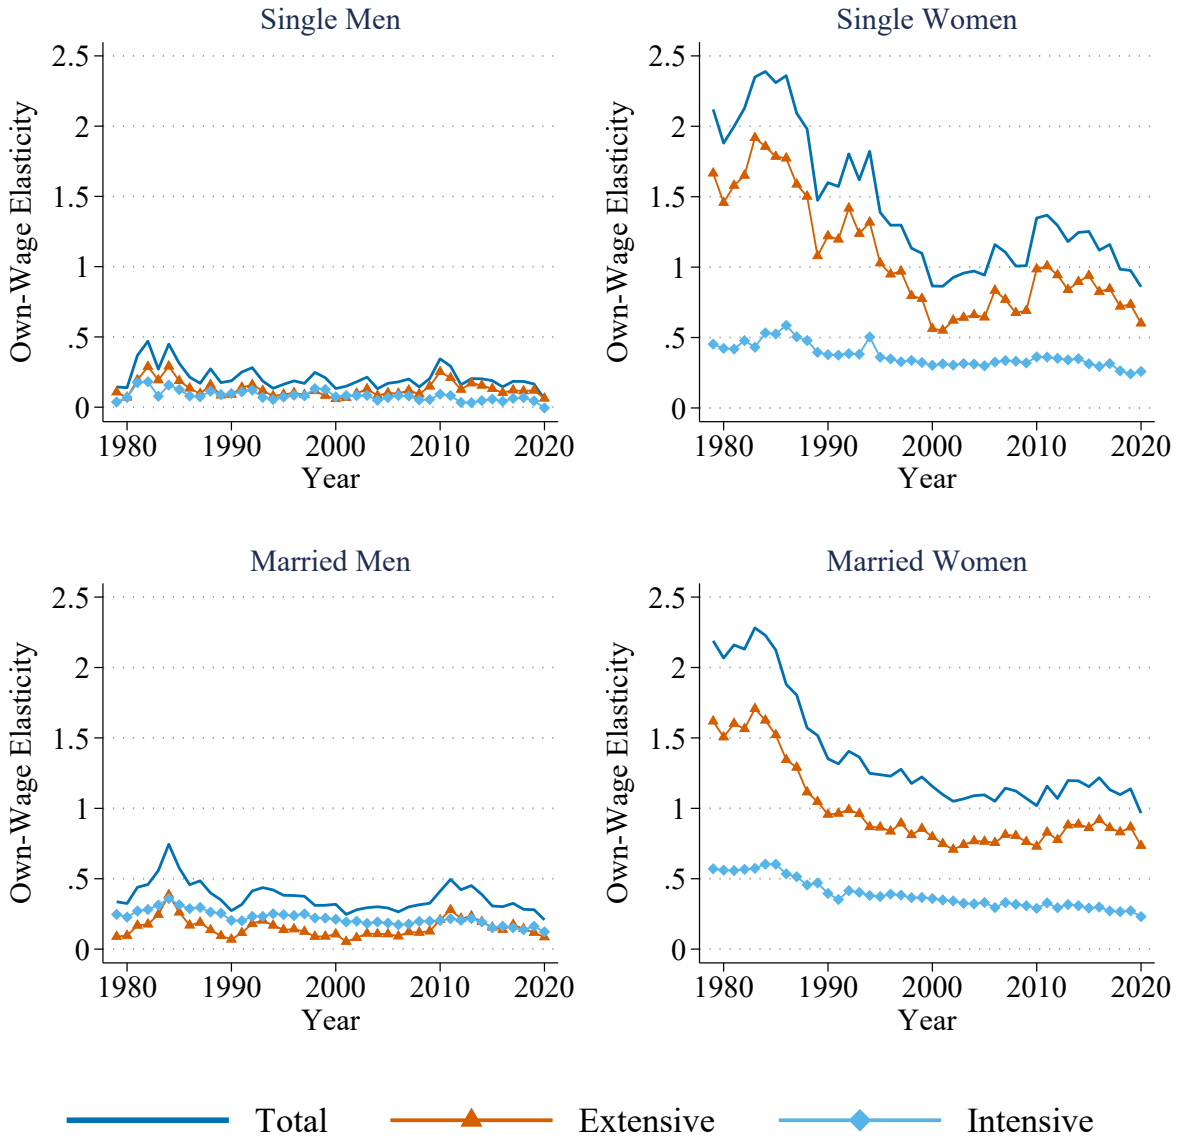 Single Men
Single Women
Own-Wage Elasticity
2.5
2
1.5
1
.5
0
1980 1990 2000 2010 2020
Year
Own-Wage Elasticity
2.5
2
1.5
1
.5
0
1980 1990 2000 2010 2020
Year
Married Men
Married Women
Own-Wage Elasticity
2.5
2
1.5
1
.5
0
1980 1990 2000 2010 2020
Year
Own-Wage Elasticity
2.5
2
1.5
1
.5
0
1980 1990 2000 2010 2020
Year
Total Extensive Intensive